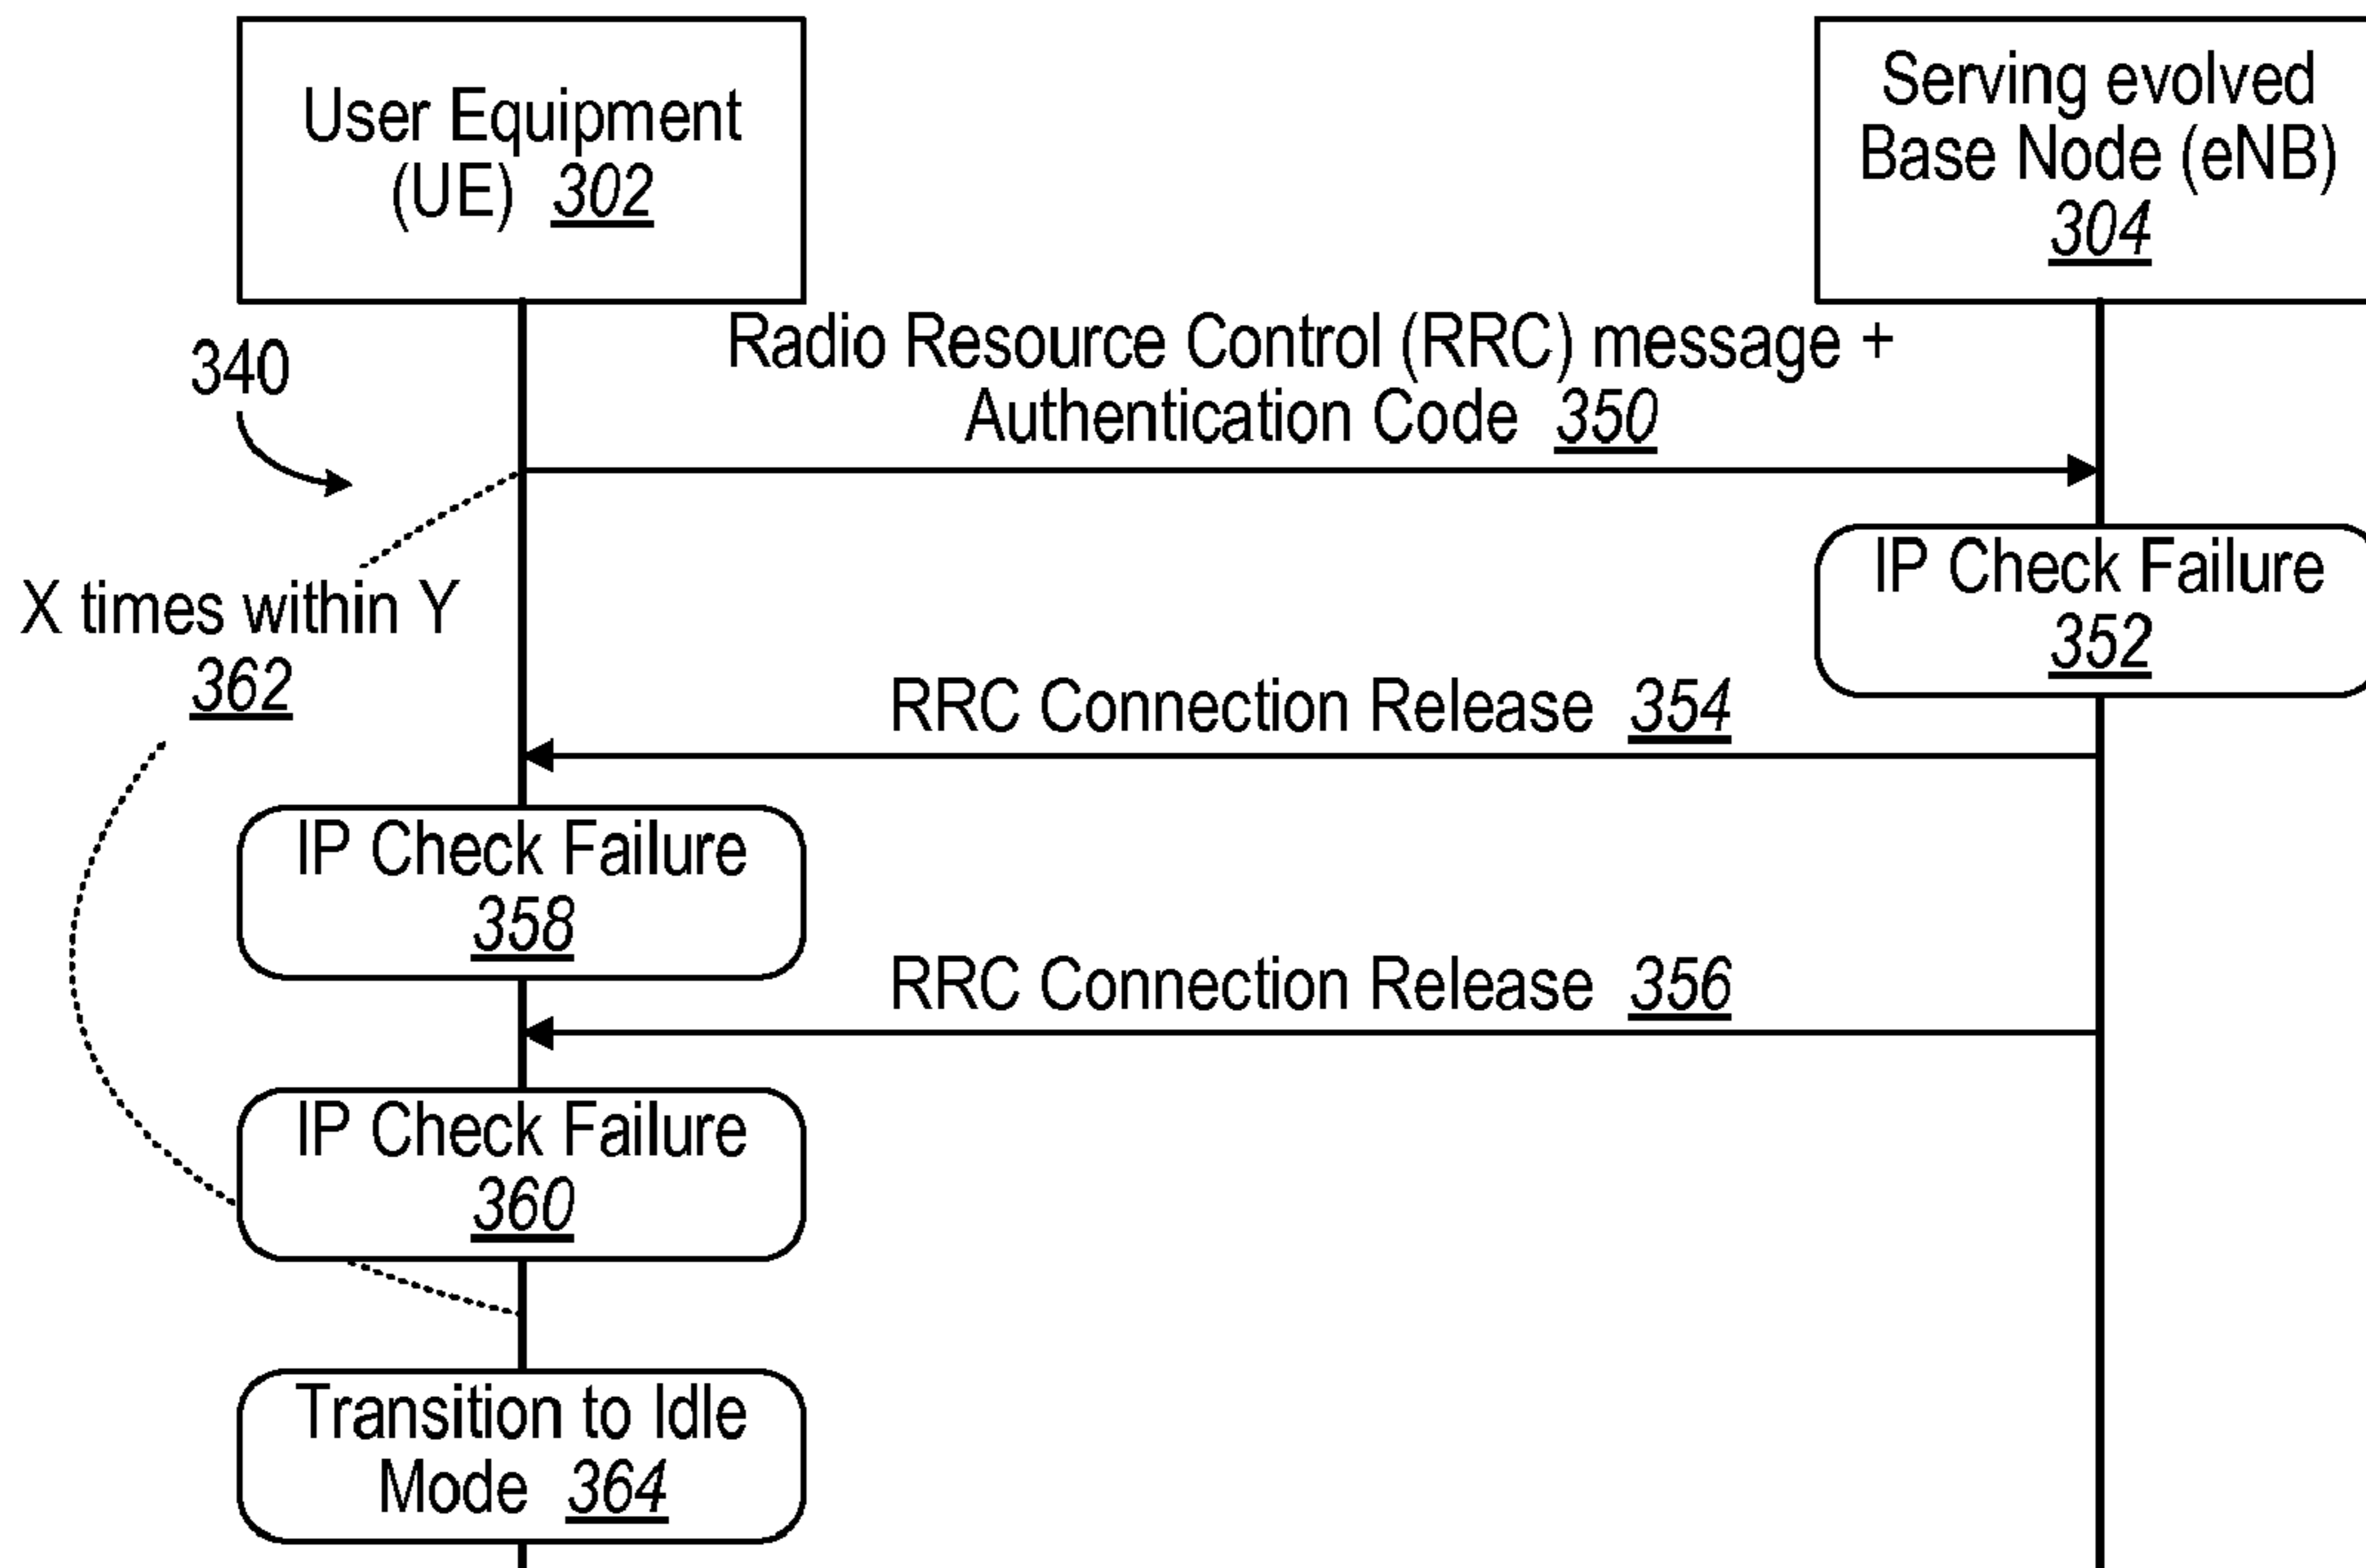 User Equipment
(UE) 302
Serving evolved
Base Node (eNB)
304
340
Radio Resource Control (RRC) message +
Authentication Code 350
X times within Y
362
IP Check Failure
352
RRC Connection Release 354
IP Check Failure
358
RRC Connection Release 356
IP Check Failure
360
Transition to Idle
Mode 364